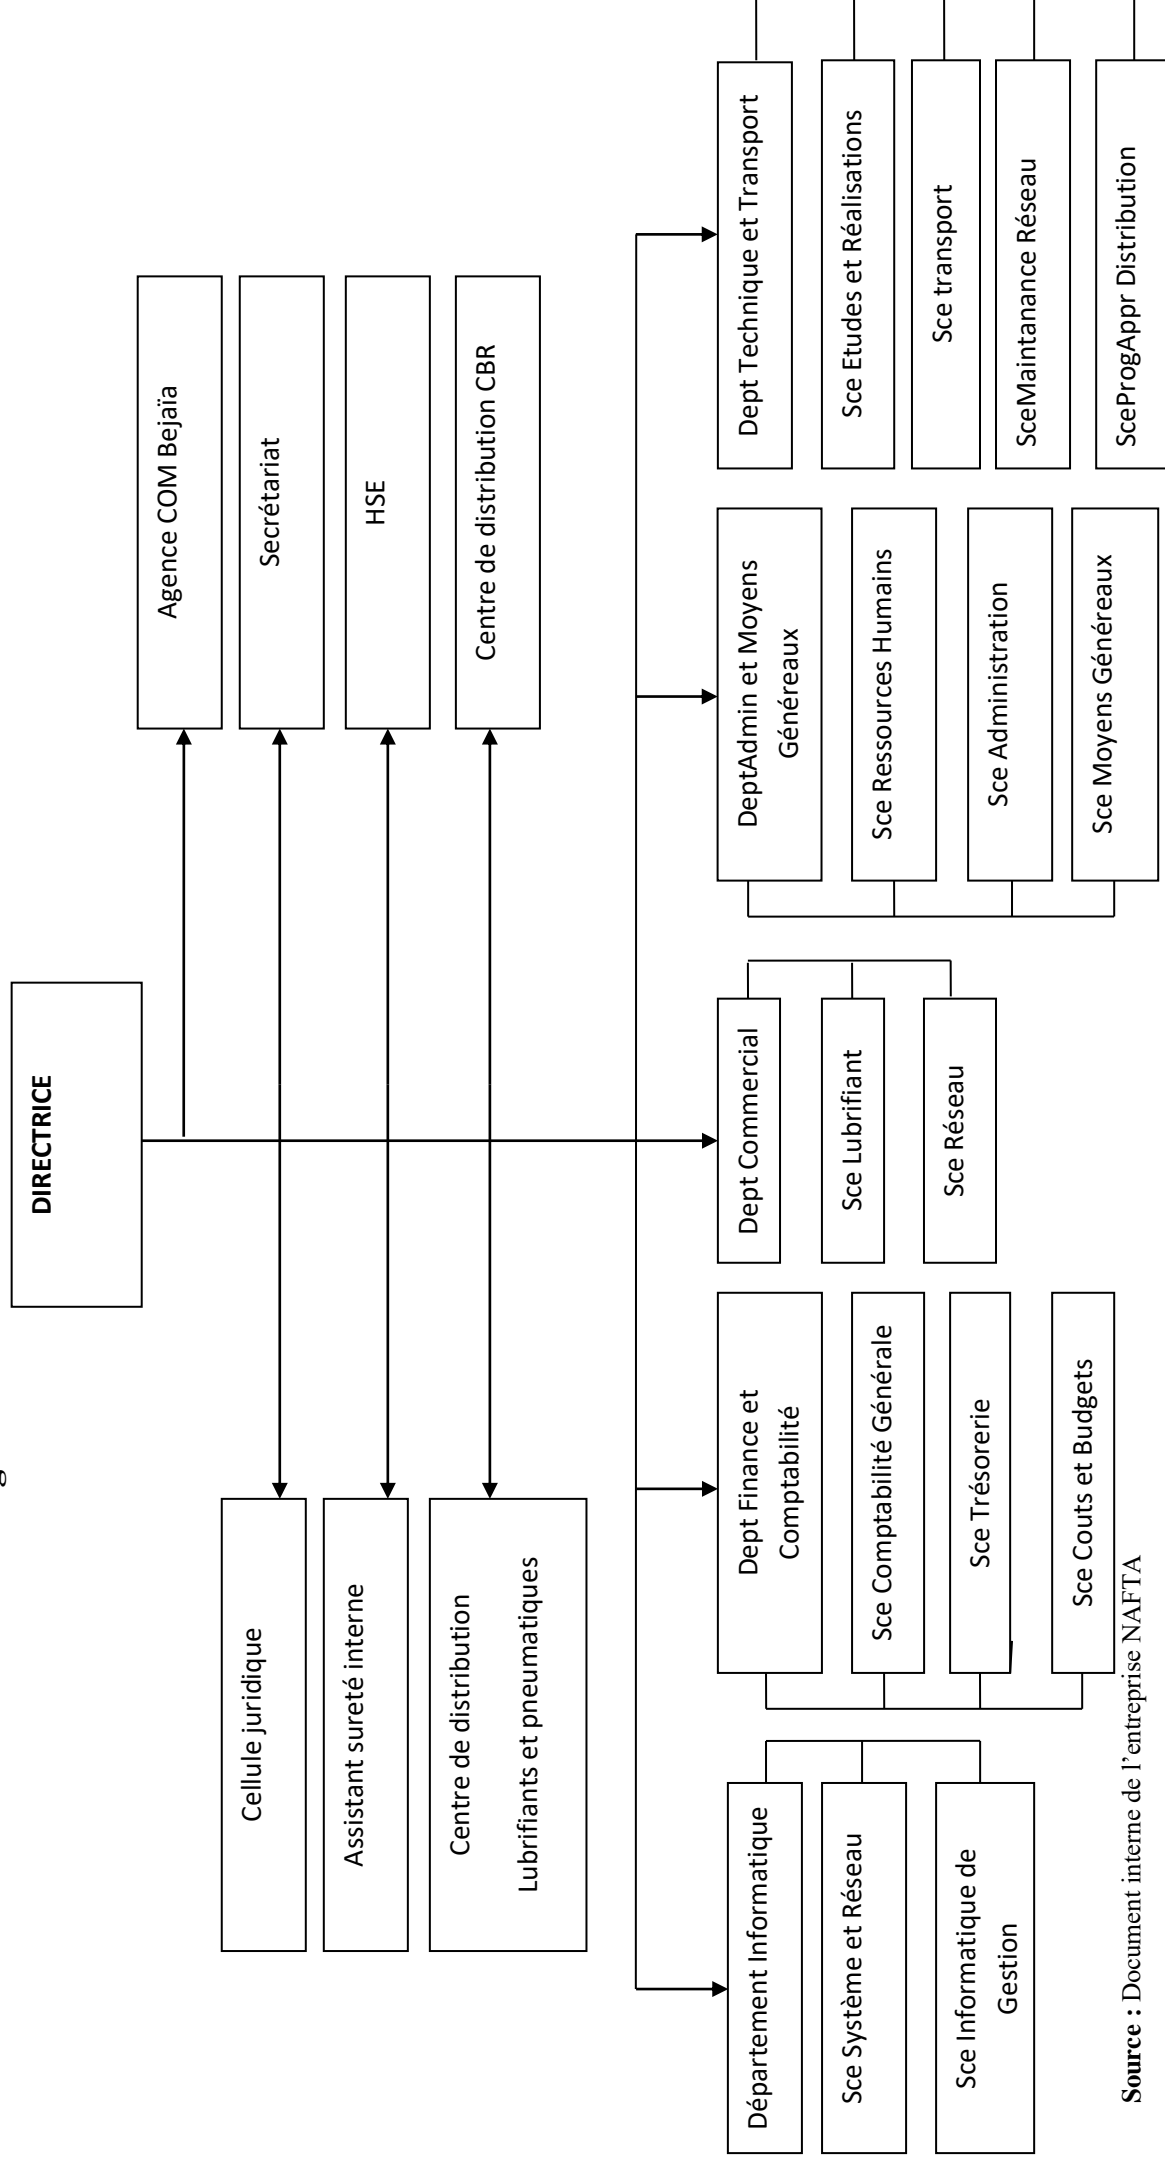 DIRECTRICE
Agence COM Bejaïa
Cellule juridique
Secrétariat
Assistant sureté interne
HSE
Centre de distribution
Lubrifiants et pneumatiques
Centre de distribution CBR
Département Informatique
Sce Système et Réseau
Sce Informatique de
Gestion
Dept Finance et
Comptabilité
Sce Comptabilité Générale
Sce Trésorerie
Sce Couts et Budgets
Dept Commercial
Sce Lubrifiant
Sce Réseau
DeptAdmin et Moyens
Généreaux
Sce Ressources Humains
Sce Administration
Sce Moyens Généreaux
Dept Technique et Transport
Sce Etudes et Réalisations
Sce transport
SceMaintanance Réseau
SceProgAppr Distribution
Source : Document interne de l'entreprise NAFTA